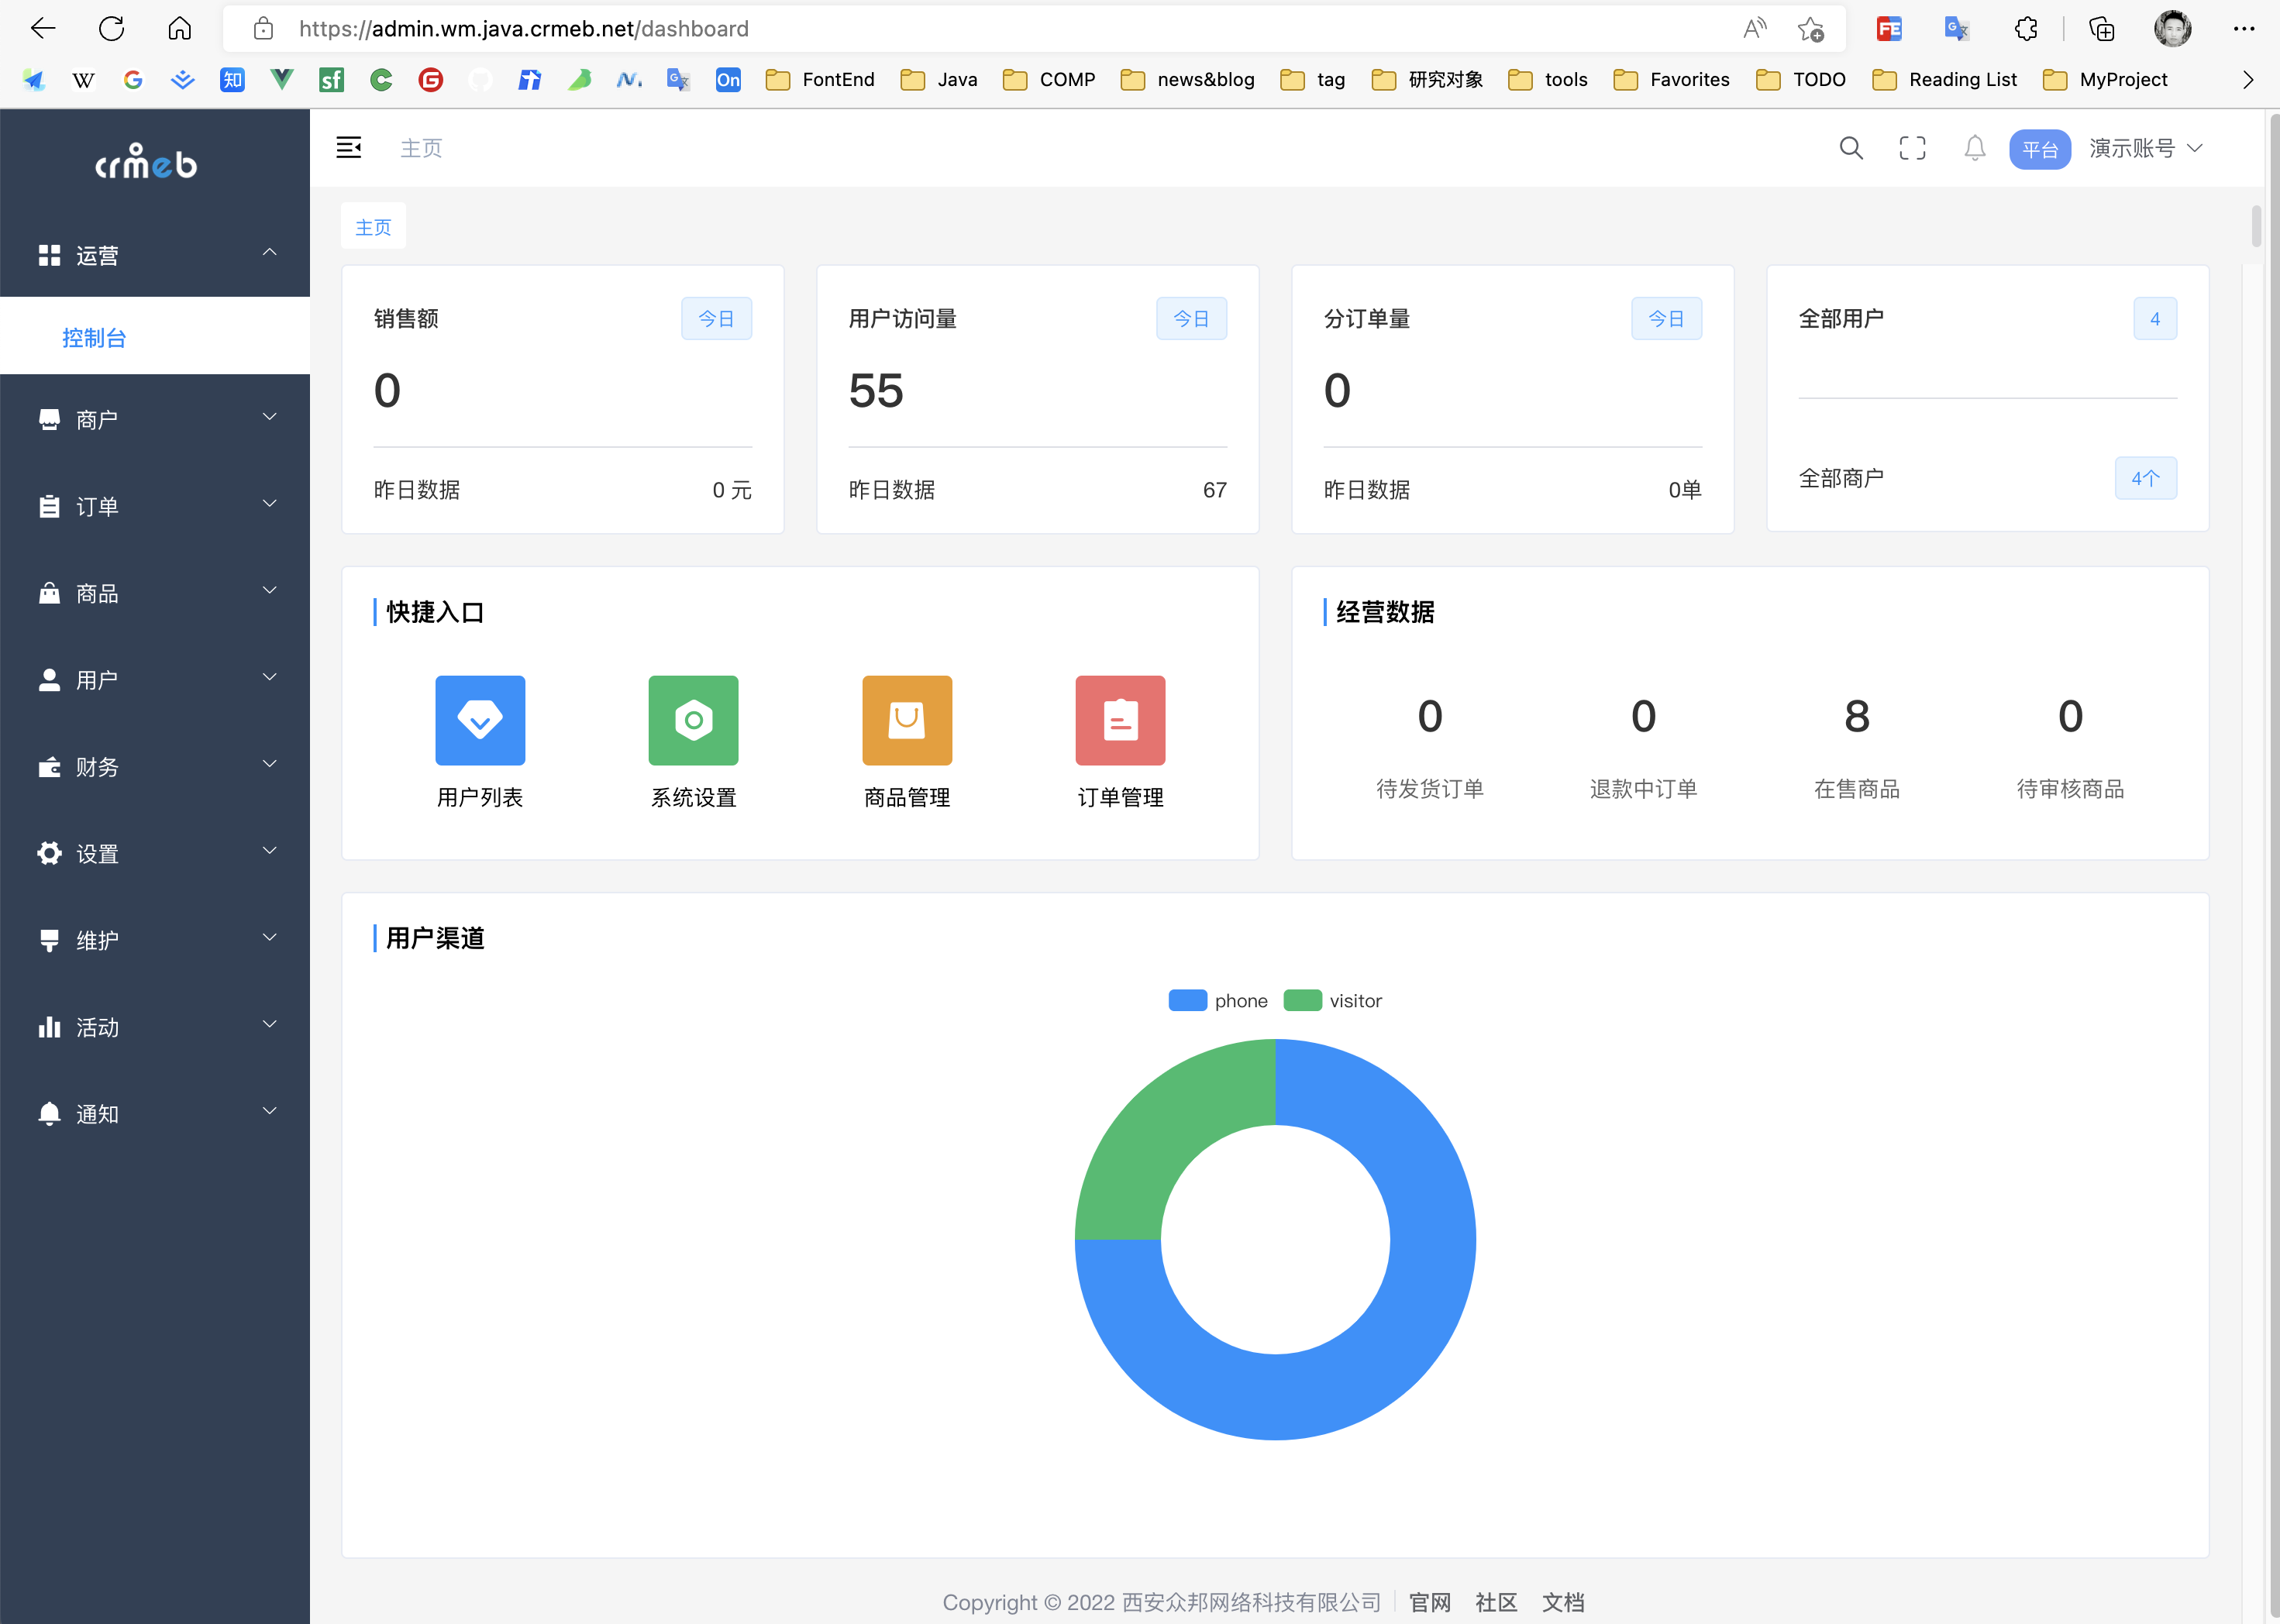 https://admin.wm.java.crmeb.net/dashboard
FE
W G 知 sf C G On FontEnd Java COMP news&blog tag 研究对象 tools Favorites TODO Reading List MyProject
crmeb
主页
平台 演示账号
主页
运营
控制台
商户
订单
商品
用户
财务
设置
维护
活动
通知
销售额 今日
0
昨日数据 0 元
用户访问量 今日
55
昨日数据 67
分订单量 今日
0
昨日数据 0单
全部用户 4
全部商户 4个
快捷入口
用户列表 系统设置 商品管理 订单管理
经营数据
0 0 8 0
待发货订单 退款中订单 在售商品 待审核商品
用户渠道
phone visitor
Copyright © 2022 西安众邦网络科技有限公司 官网 社区 文档